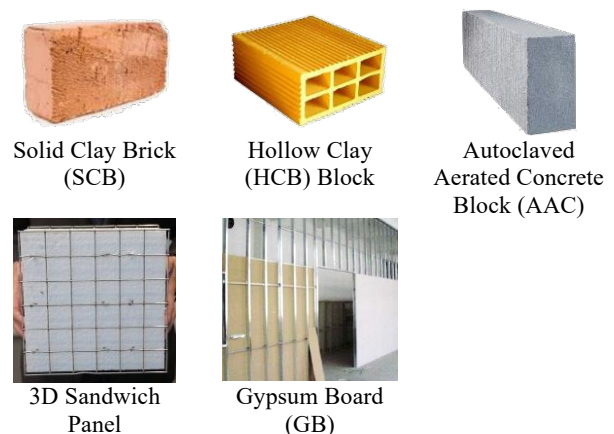 Solid Clay Brick
(SCB)
Hollow Clay
(HCB) Block
Autoclaved
Aerated Concrete
Block (AAC)
3D Sandwich
Panel
Gypsum Board
(GB)